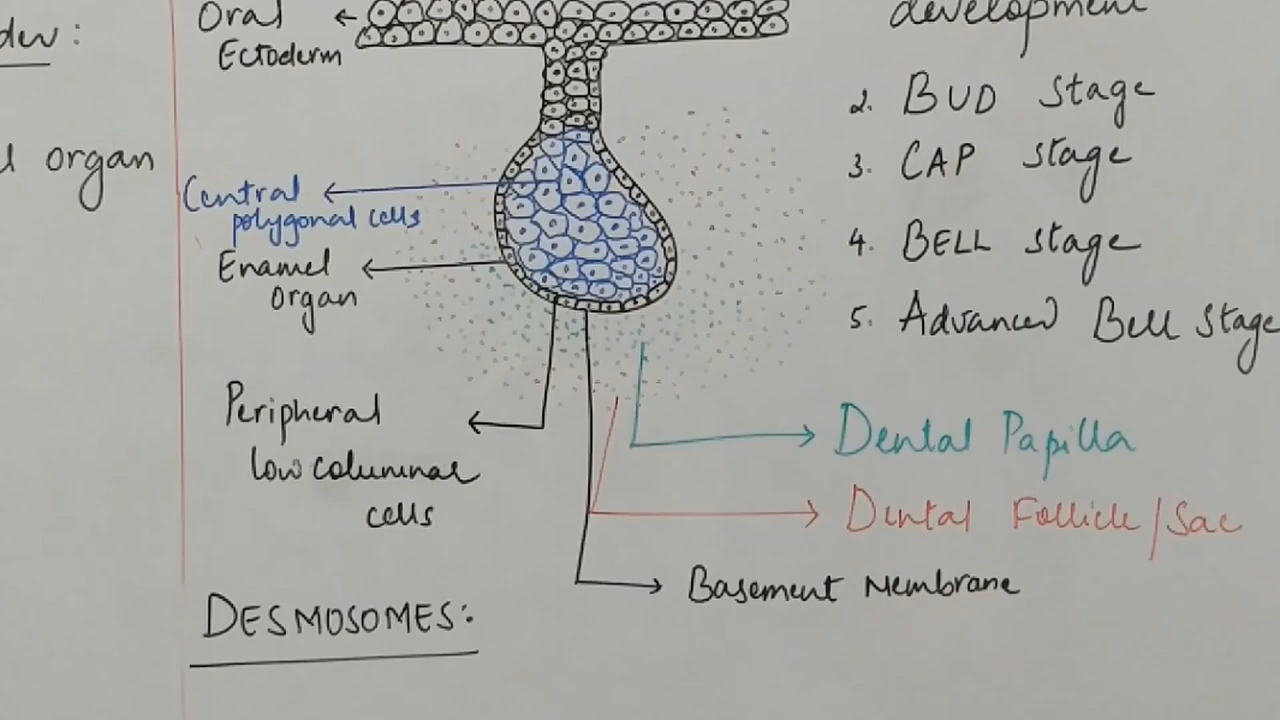 Oral
Ectoderm
organ
Central
polygonal cells
Enamel
organ
Peripheral
low columnar
cells
DESMOSOMES:
development
2. BUD Stage
3. CAP Stage
4. BELL Stage
5. Advanced Bell Stage
Dental Papilla
Dental Follicle/Sac
Basement Membrane